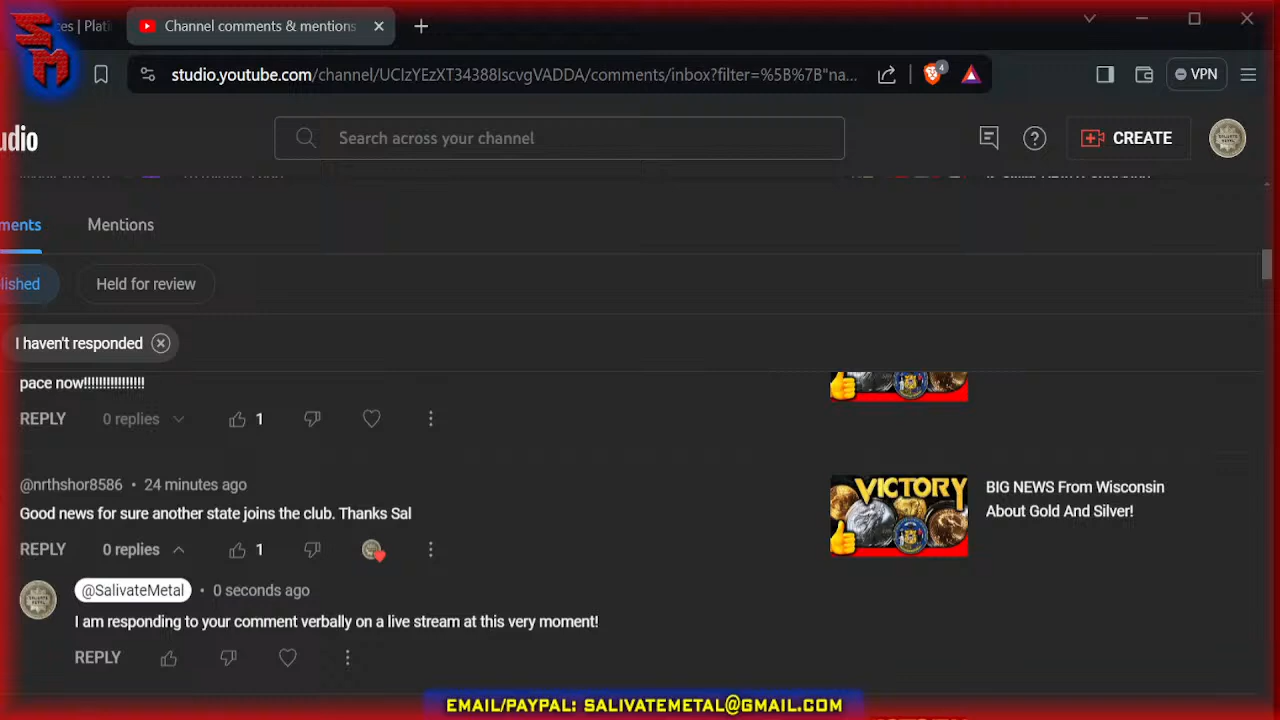 SM
ces | Plati
Channel comments & mentions
studio.youtube.com/channel/UCIzYEzXT34388IscvgVADDA/comments/inbox?filter=%5B%7B"na...
4
VPN
udio
Search across your channel
CREATE
ments
Mentions
lished
Held for review
I haven't responded
pace now!!!!!!!!!!!!!!!!
REPLY
0 replies
1
@nrthshor8586 • 24 minutes ago
Good news for sure another state joins the club. Thanks Sal
VICTORY
BIG NEWS From Wisconsin
About Gold And Silver!
REPLY
0 replies
1
@SalivateMetal • 0 seconds ago
I am responding to your comment verbally on a live stream at this very moment!
REPLY
EMAIL/PAYPAL: SALIVATEMETAL@GMAIL.COM